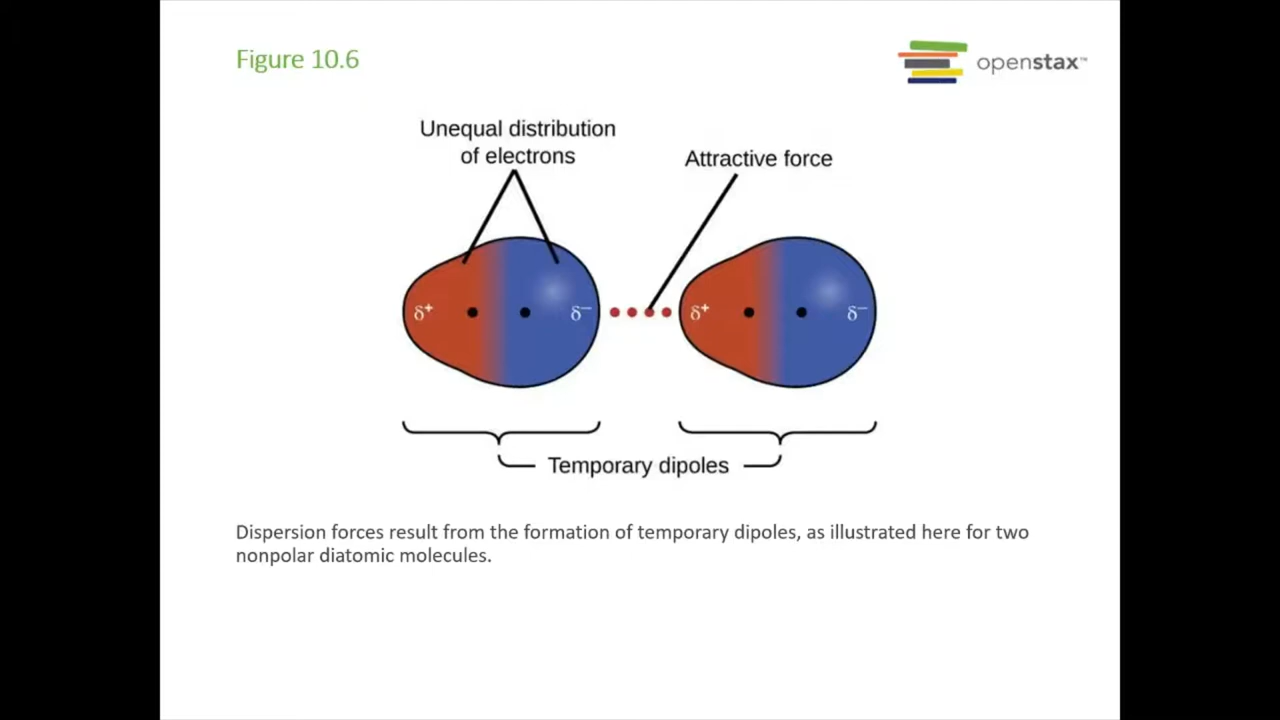 Figure 10.6
openstax™
Unequal distribution
of electrons
Attractive force
δ⁺
δ⁻
δ⁺
δ⁻
Temporary dipoles
Dispersion forces result from the formation of temporary dipoles, as illustrated here for two
nonpolar diatomic molecules.